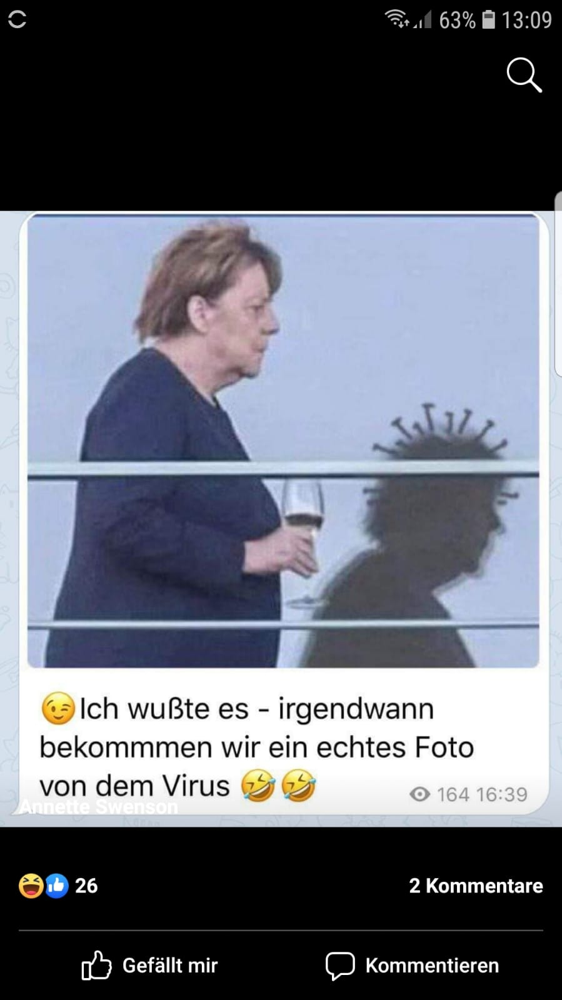 63% 13:09
😉Ich wußte es - irgendwann
bekommmen wir ein echtes Foto
von dem Virus 🤣🤣
164 16:39
Annette Swenson
26
2 Kommentare
Gefällt mir
Kommentieren